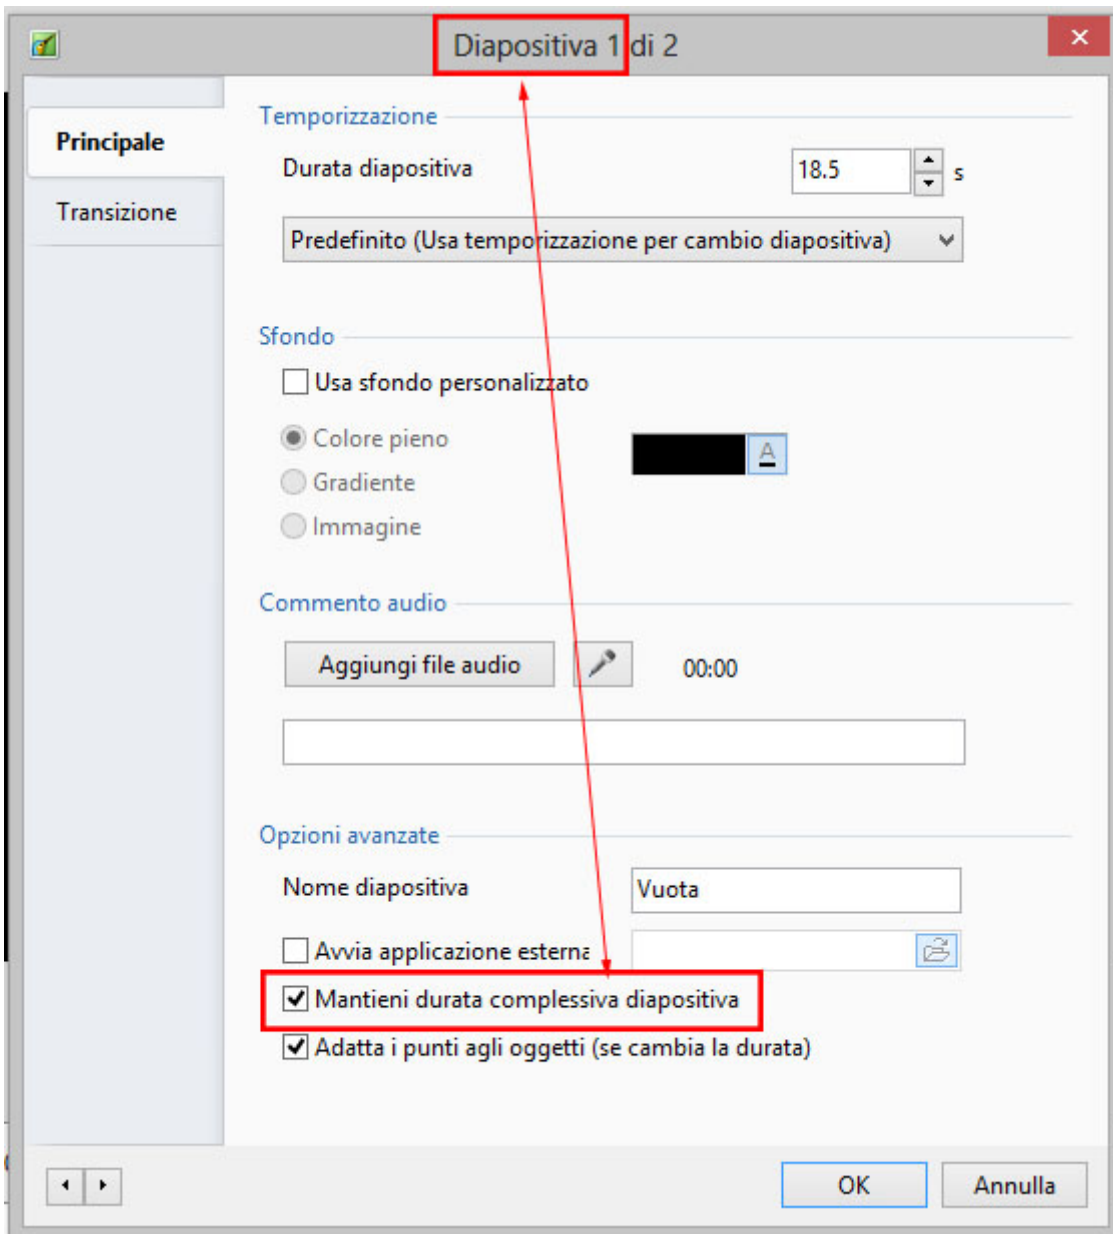 Diapositiva 1 di 2
Principale
Transizione
Temporizzazione
Durata diapositiva 18.5 s
Predefinito (Usa temporizzazione per cambio diapositiva)
Sfondo
Usa sfondo personalizzato
Colore pieno A
Gradiente
Immagine
Commento audio
Aggiungi file audio 00:00
Opzioni avanzate
Nome diapositiva Vuota
Avvia applicazione esterna
Mantieni durata complessiva diapositiva
Adatta i punti agli oggetti (se cambia la durata)
OK Annulla